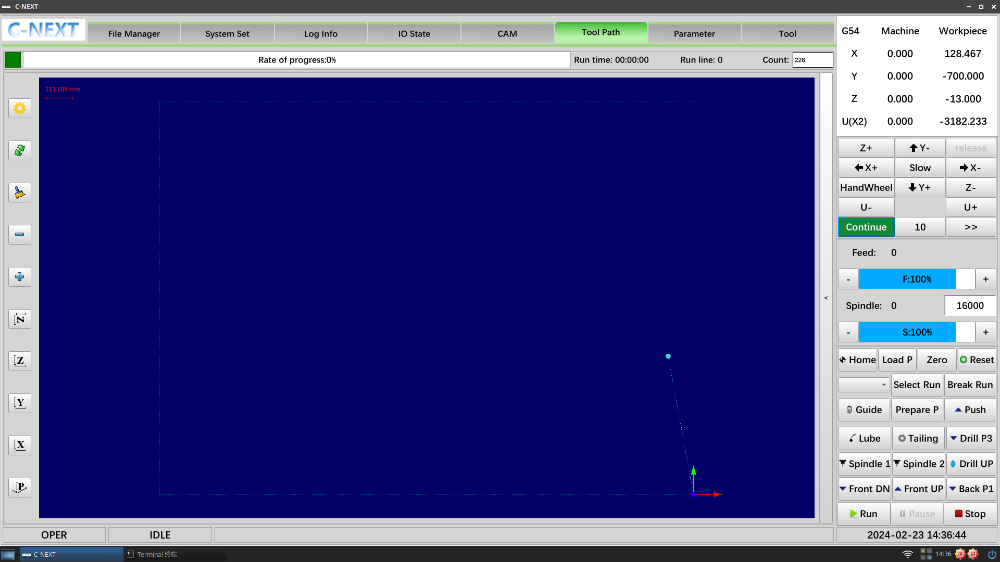 C-NEXT
C-NEXT
File Manager
System Set
Log Info
IO State
CAM
Tool Path
Parameter
Tool
Rate of progress:0%
Run time: 00:00:00
Run line: 0
Count: 226
131.705 mm
N
Z
Y
X
P
<
G54 Machine Workpiece
X 0.000 128.467
Y 0.000 -700.000
Z 0.000 -13.000
U(X2) 0.000 -3182.233
Z+ Y- release
X+ Slow X-
HandWheel Y+ Z-
U- U+
Continue 10 >>
Feed: 0
- F:100% +
Spindle: 0 16000
- S:100% +
Home Load P Zero Reset
Select Run Break Run
Guide Prepare P Push
Lube Tailing Drill P3
Spindle 1 Spindle 2 Drill UP
Front DN Front UP Back P1
Run Pause Stop
OPER IDLE
2024-02-23 14:36:44
C-NEXT
Terminal 终端
14:36
拼 拼